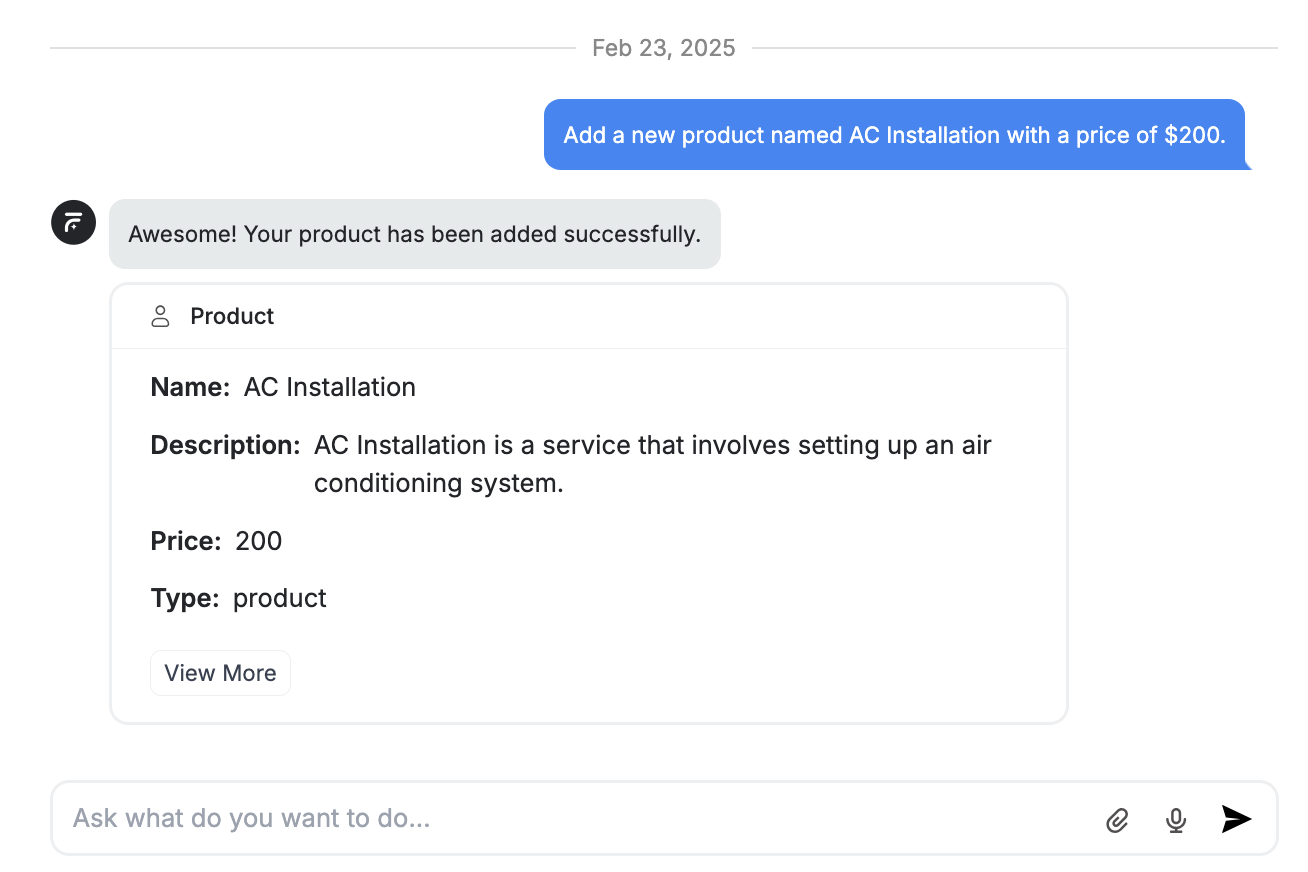 Feb 23, 2025
Add a new product named AC Installation with a price of $200.
Awesome! Your product has been added successfully.
Product
Name: AC Installation
Description: AC Installation is a service that involves setting up an air
conditioning system.
Price: 200
Type: product
View More
Ask what do you want to do...